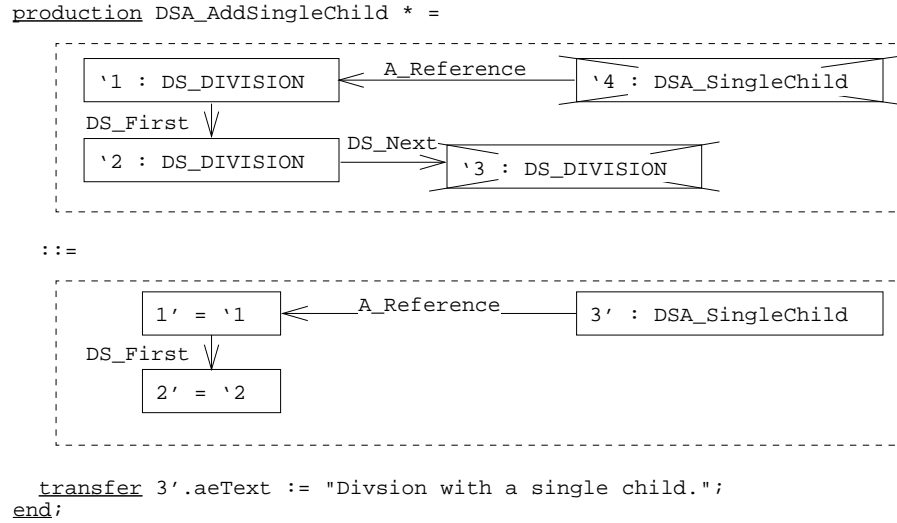 production DSA_AddSingleChild * =
‘1 : DS_DIVISION
A_Reference
‘4 : DSA_SingleChild
DS_First
DS_Next
‘2 : DS_DIVISION
‘3 : DS_DIVISION
::=
1’ = ‘1
A_Reference
3’ : DSA_SingleChild
DS_First
2’ = ‘2
transfer 3’.aeText := "Divsion with a single child.";
end;